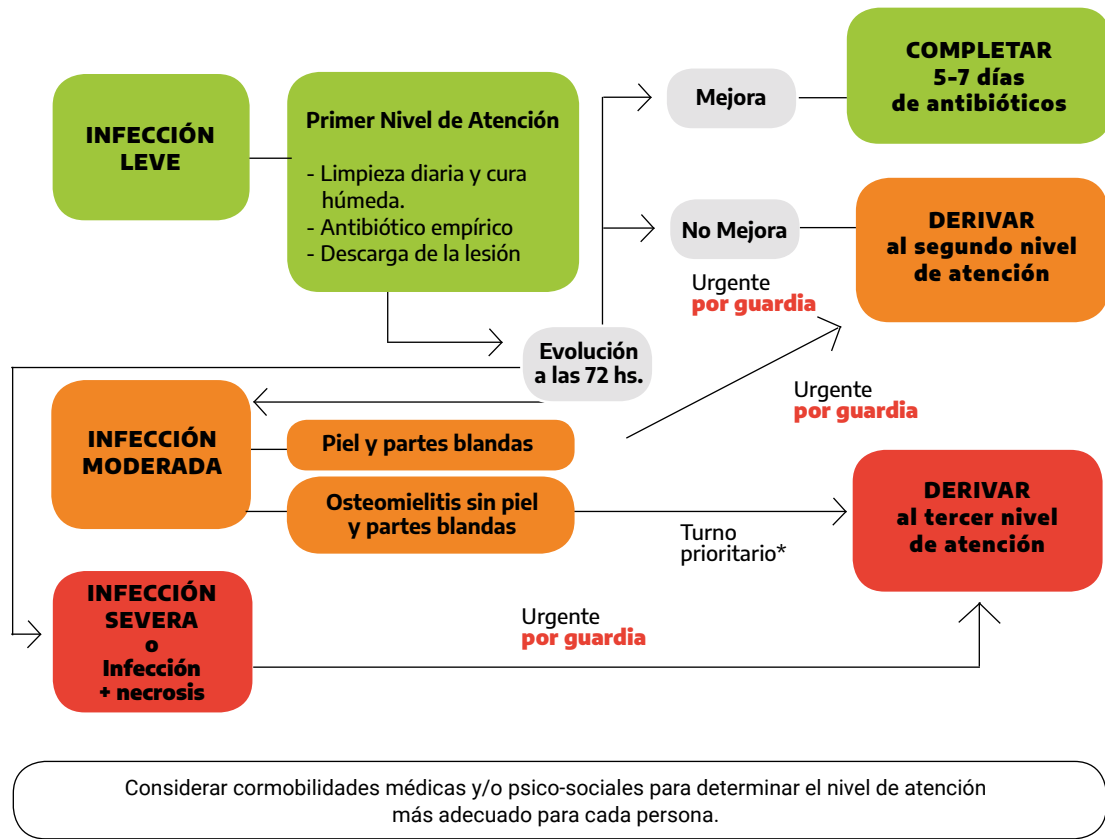 INFECCIÓN
LEVE
Primer Nivel de Atención
- Limpieza diaria y cura
húmeda.
- Antibiótico empírico
- Descarga de la lesión
Mejora
COMPLETAR
5-7 días
de antibióticos
No Mejora
DERIVAR
al segundo nivel
de atención
Urgente
por guardia
Evolución
a las 72 hs.
Urgente
por guardia
INFECCIÓN
MODERADA
Piel y partes blandas
Osteomielitis sin piel
y partes blandas
Turno
prioritario*
DERIVAR
al tercer nivel
de atención
INFECCIÓN
SEVERA
o
Infección
+ necrosis
Urgente
por guardia
Considerar cormobilidades médicas y/o psico-sociales para determinar el nivel de atención
más adecuado para cada persona.